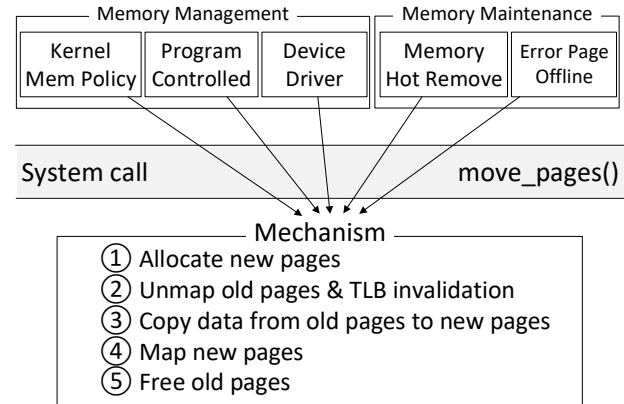 Memory Management
Memory Maintenance
Kernel
Mem Policy
Program
Controlled
Device
Driver
Memory
Hot Remove
Error Page
Offline
System call
move_pages()
Mechanism
① Allocate new pages
② Unmap old pages & TLB invalidation
③ Copy data from old pages to new pages
④ Map new pages
⑤ Free old pages